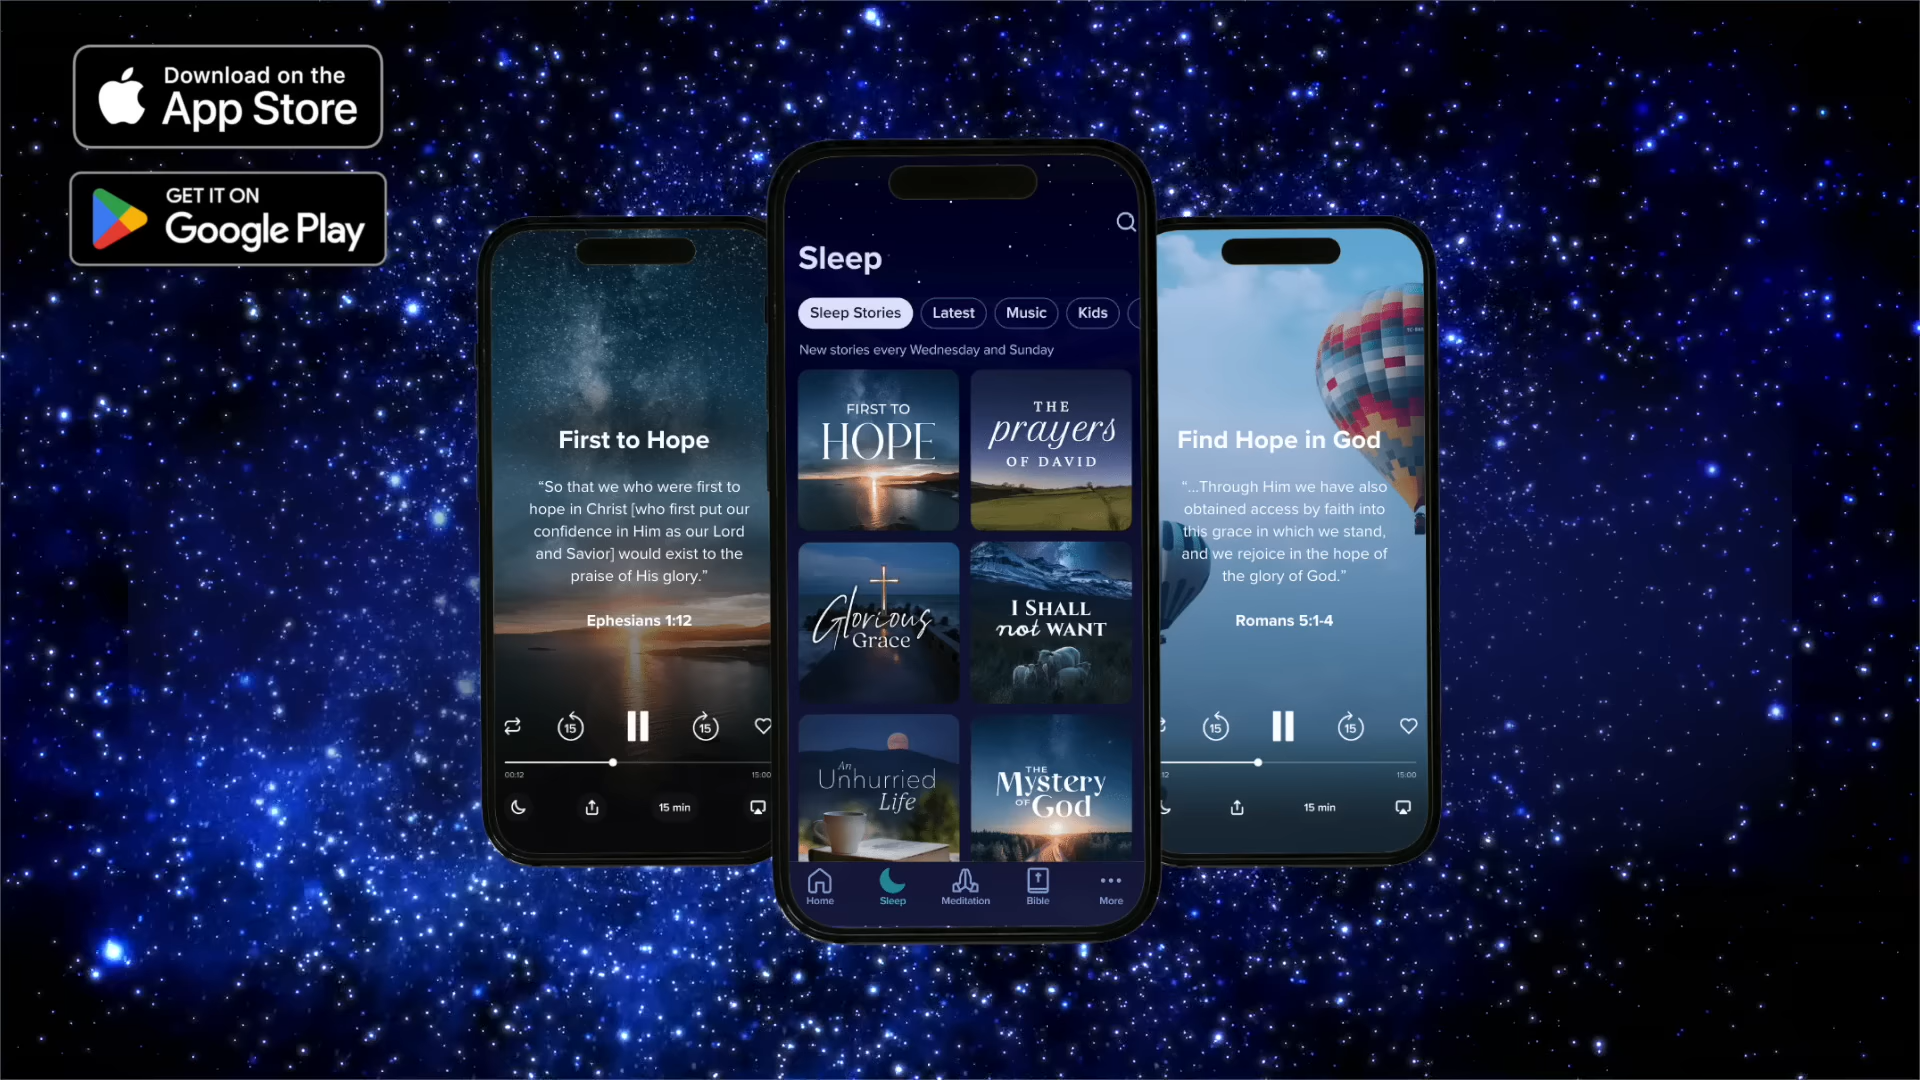 Download on the
App Store
GET IT ON
Google Play
First to Hope
“So that we who were first to
hope in Christ [who first put our
confidence in Him as our Lord
and Savior] would exist to the
praise of His glory.”
Ephesians 1:12
15
15
00:12
15:00
15 min
Sleep
Sleep Stories
Latest
Music
Kids
New stories every Wednesday and Sunday
FIRST TO
HOPE
THE
prayers
OF DAVID
Glorious
Grace
I SHALL
not WANT
An
Unhurried
Life
THE
Mystery
OF God
Home
Sleep
Meditation
Bible
More
Find Hope in God
“...Through Him we have also
obtained access by faith into
this grace in which we stand,
and we rejoice in the hope of
the glory of God.”
Romans 5:1-4
15
15
12
15:00
15 min